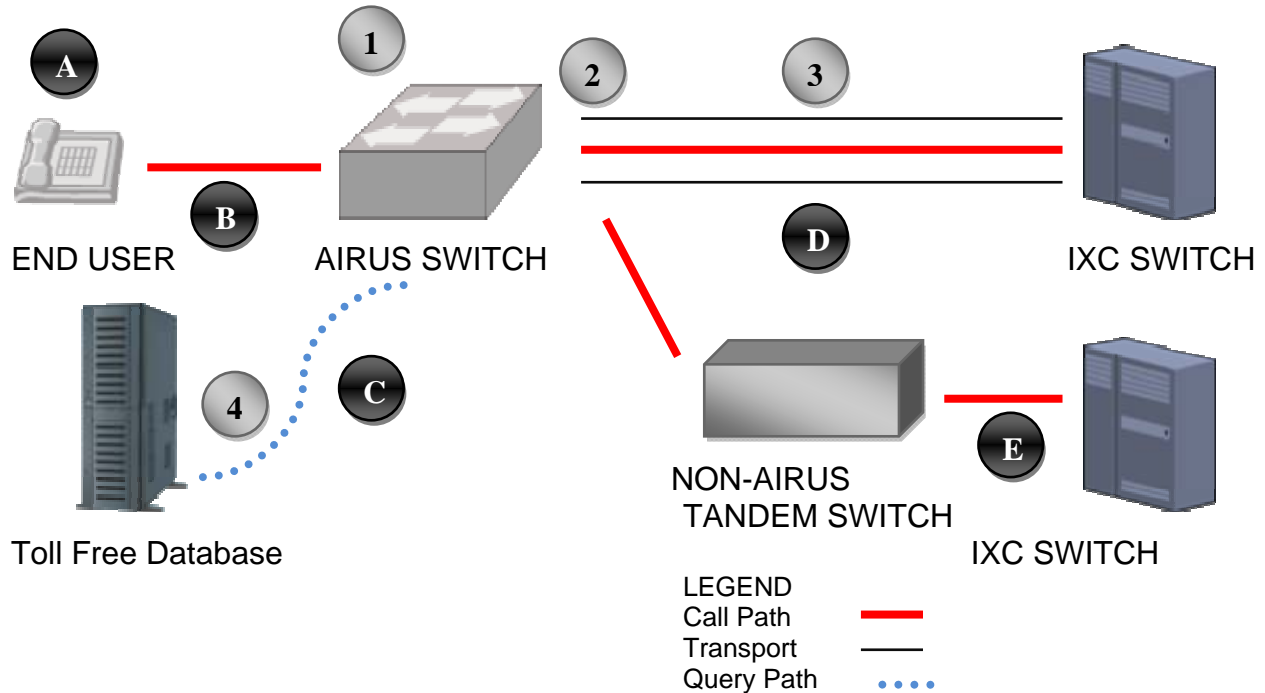 1
A
2
3
B
D
END USER
AIRUS SWITCH
IXC SWITCH
C
4
E
NON-AIRUS
TANDEM SWITCH
Toll Free Database
IXC SWITCH
LEGEND
Call Path
Transport
Query Path